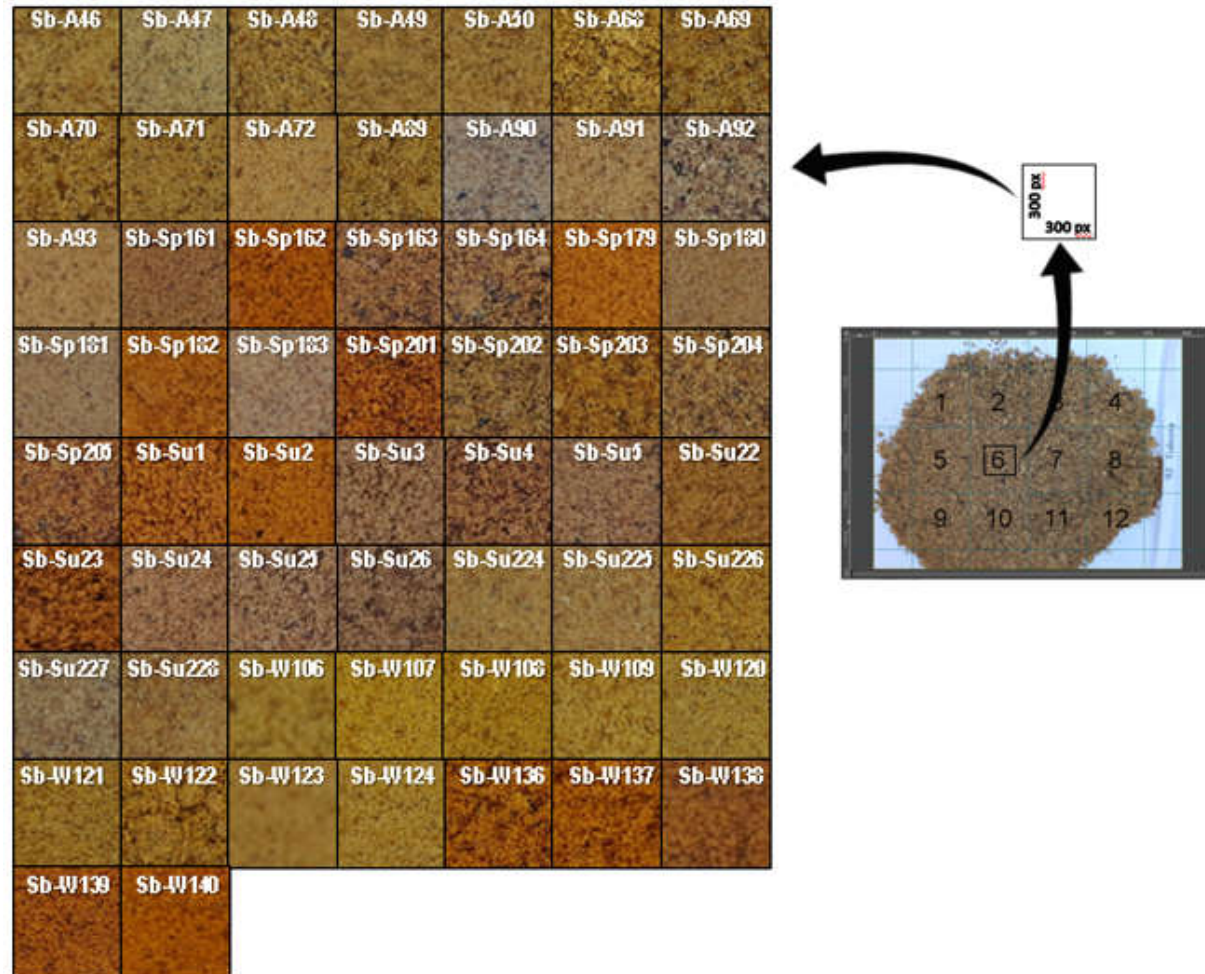 Sb-A46 Sb-A47 Sb-A48 Sb-A49 Sb-A50 Sb-A68 Sb-A69
Sb-A70 Sb-A71 Sb-A72 Sb-A89 Sb-A90 Sb-A91 Sb-A92
Sb-A93 Sb-Sp161 Sb-Sp162 Sb-Sp163 Sb-Sp164 Sb-Sp179 Sb-Sp180
Sb-Sp181 Sb-Sp182 Sb-Sp183 Sb-Sp201 Sb-Sp202 Sb-Sp203 Sb-Sp204
Sb-Sp205 Sb-Su1 Sb-Su2 Sb-Su3 Sb-Su4 Sb-Su5 Sb-Su22
Sb-Su23 Sb-Su24 Sb-Su25 Sb-Su26 Sb-Su224 Sb-Su225 Sb-Su226
Sb-Su227 Sb-Su228 Sb-W106 Sb-W107 Sb-W108 Sb-W109 Sb-W120
Sb-W121 Sb-W122 Sb-W123 Sb-W124 Sb-W136 Sb-W137 Sb-W138
Sb-W139 Sb-W140
300 px
300 px
1 2 3 4
5 6 7 8
9 10 11 12